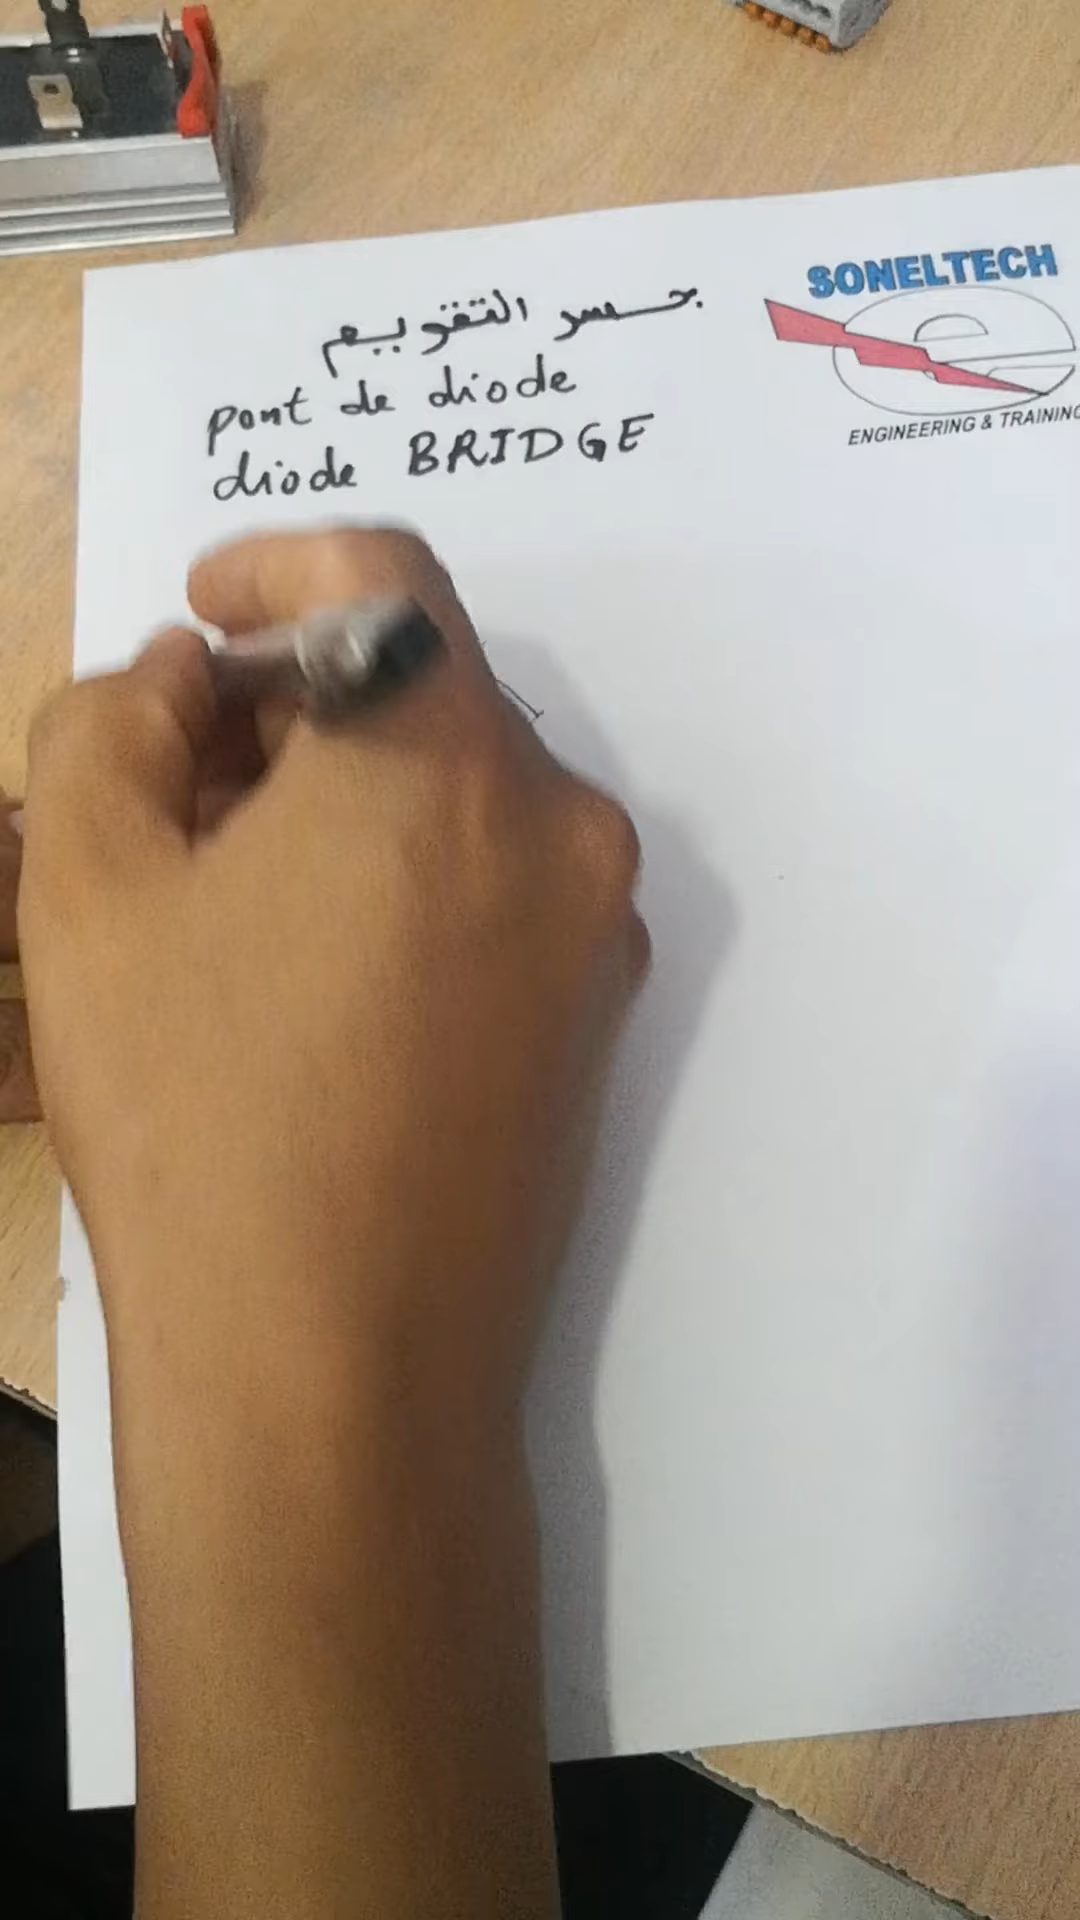 جسر التقويم
pont de diode
diode BRIDGE
SONELTECH
ENGINEERING & TRAINING